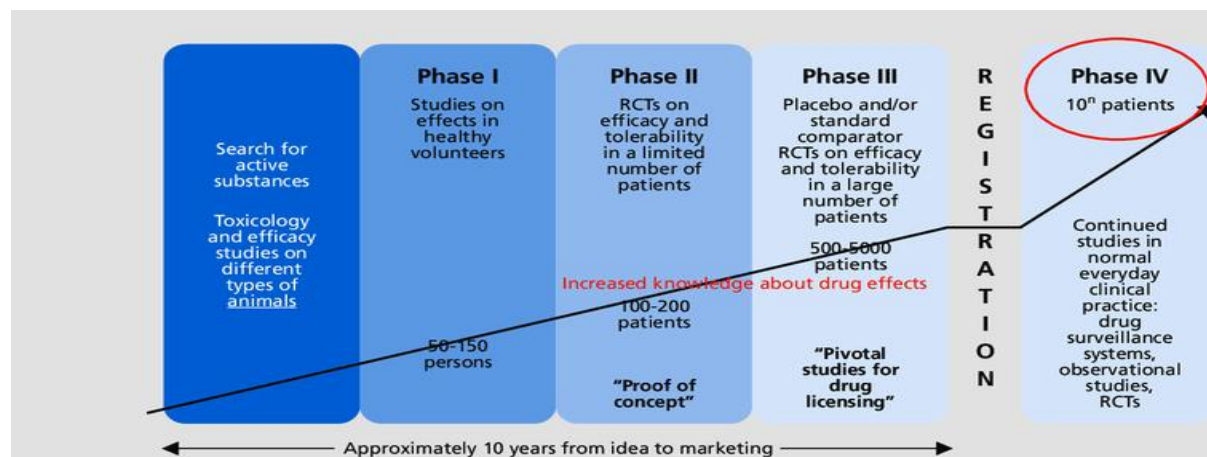 Search for
active
substances
Toxicology
and efficacy
studies on
different
types of
animals
Phase I
Studies on
effects in
healthy
volunteers
50-150
persons
Phase II
RCTs on
efficacy and
tolerability
in a limited
number of
patients
100-200
patients
"Proof of
concept"
Phase III
Placebo and/or
standard
comparator
RCTs on efficacy
and tolerability
in a large
number of
patients
500-5000
patients
"Pivotal
studies for
drug
licensing"
Increased knowledge about drug effects
REGISTRATION
Phase IV
10ⁿ patients
Continued
studies in
normal
everyday
clinical
practice:
drug
surveillance
systems,
observational
studies,
RCTs
Approximately 10 years from idea to marketing